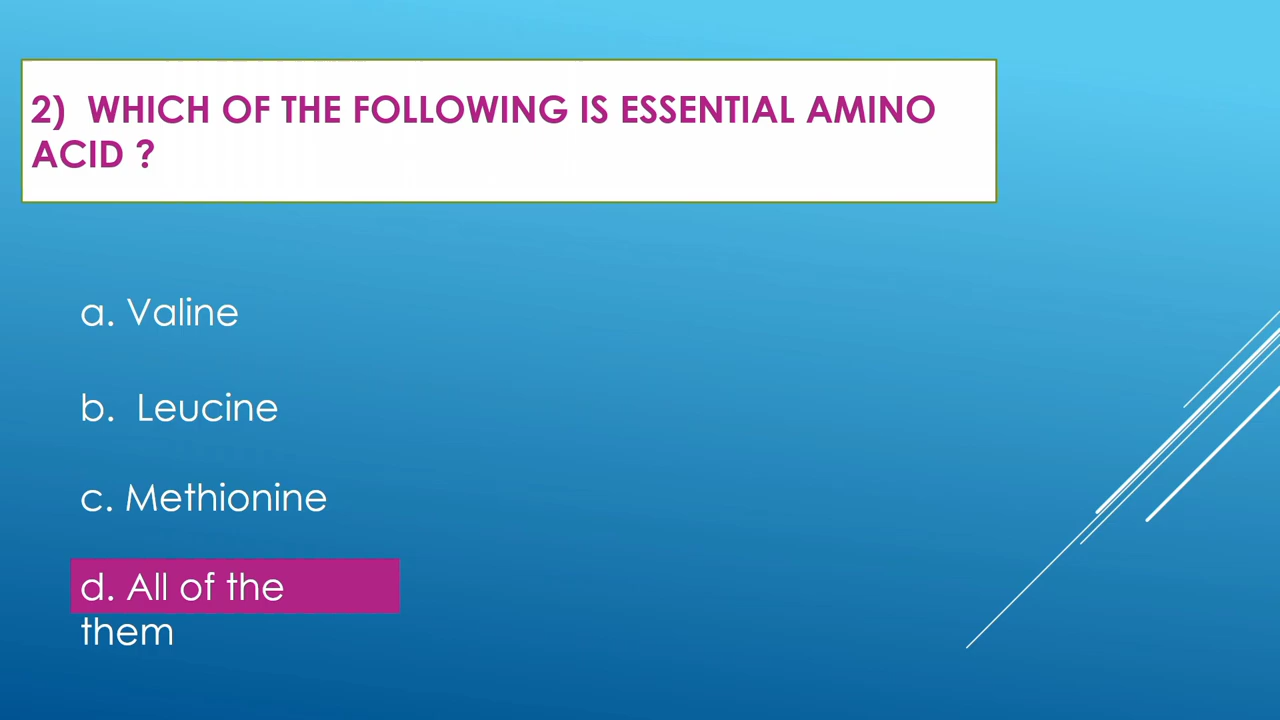 2) WHICH OF THE FOLLOWING IS ESSENTIAL AMINO
ACID ?
a. Valine
b. Leucine
c. Methionine
d. All of the
them